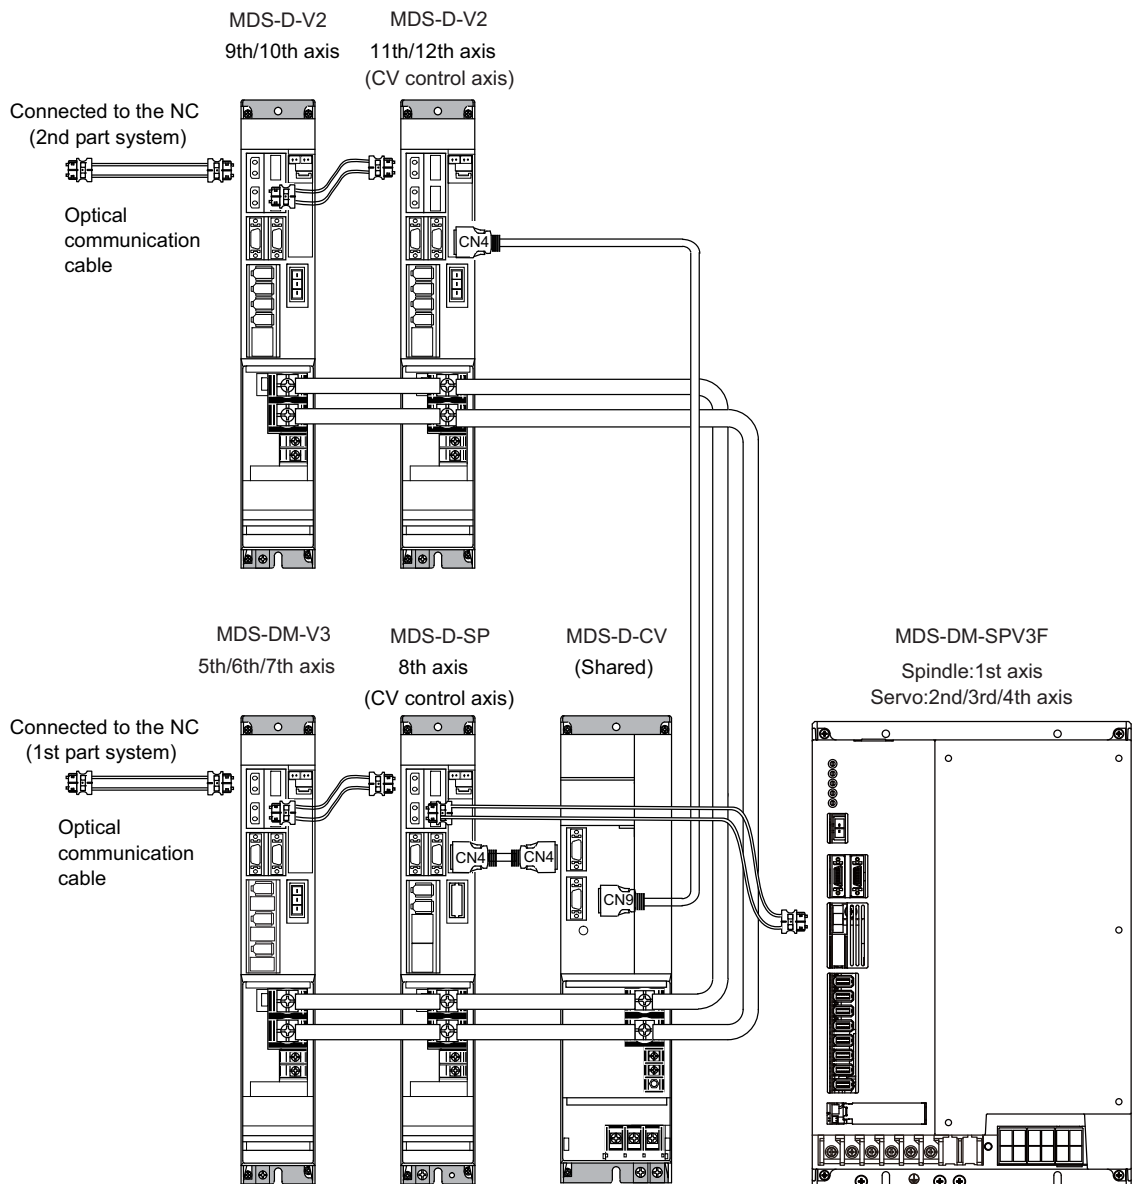 MDS-D-V2
9th/10th axis
MDS-D-V2
11th/12th axis
(CV control axis)
Connected to the NC
(2nd part system)
Optical
communication
cable
CN4
MDS-DM-V3
5th/6th/7th axis
MDS-D-SP
8th axis
(CV control axis)
MDS-D-CV
(Shared)
MDS-DM-SPV3F
Spindle:1st axis
Servo:2nd/3rd/4th axis
Connected to the NC
(1st part system)
Optical
communication
cable
CN4
CN4
CN9